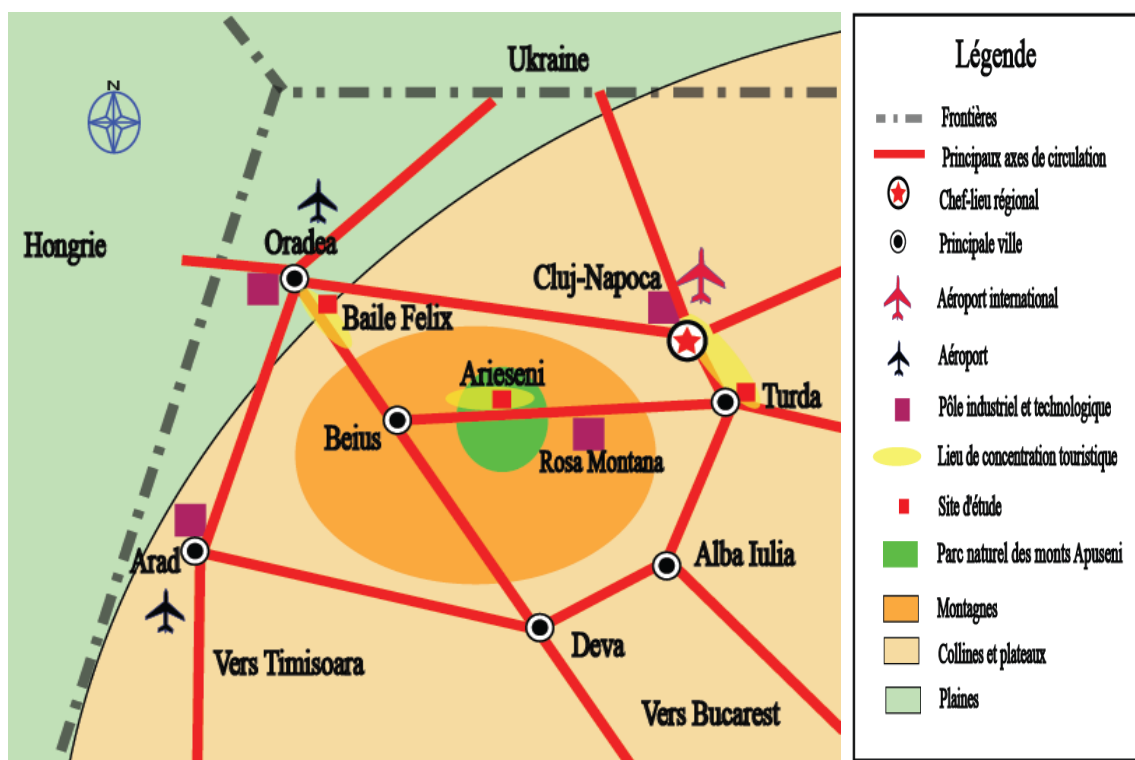 Ukraine
N
Hongrie
Oradea
Cluj-Napoca
Baile Felix
Arieseni
Turda
Beius
Rosa Montana
Arad
Alba Iulia
Deva
Vers Timisoara
Vers Bucarest
Légende
Frontières
Principaux axes de circulation
Chef-lieu régional
Principale ville
Aéroport international
Aéroport
Pôle industriel et technologique
Lieu de concentration touristique
Site d'étude
Parc naturel des monts Apuseni
Montagnes
Collines et plateaux
Plaines